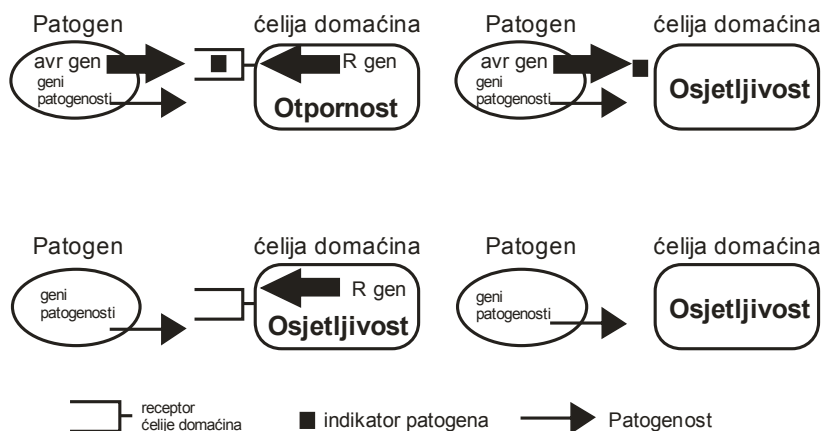 Patogen
ćelija domaćina
avr gen
geni
patogenosti
R gen
Otpornost
Patogen
ćelija domaćina
avr gen
geni
patogenosti
Osjetljivost
Patogen
ćelija domaćina
geni
patogenosti
R gen
Osjetljivost
Patogen
ćelija domaćina
geni
patogenosti
Osjetljivost
receptor
ćelije domaćina
indikator patogena
Patogenost